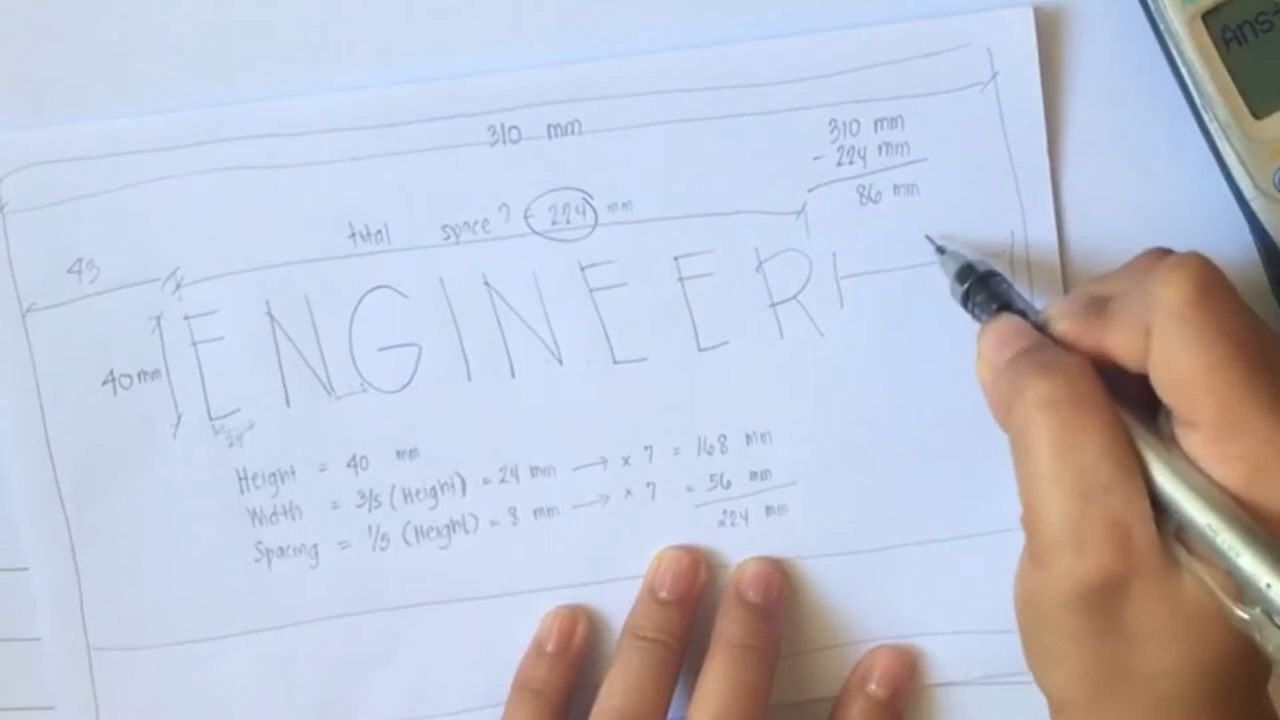 310 mm
310 mm
- 224 mm
86 mm
total space? = 224 mm
43
ENGINEER
40mm
24
Height = 40 mm
Width = 3/5 (Height) = 24 mm → x 7 = 168 mm
Spacing = 1/5 (Height) = 8 mm → x 7 = 56 mm
224 mm
Ans